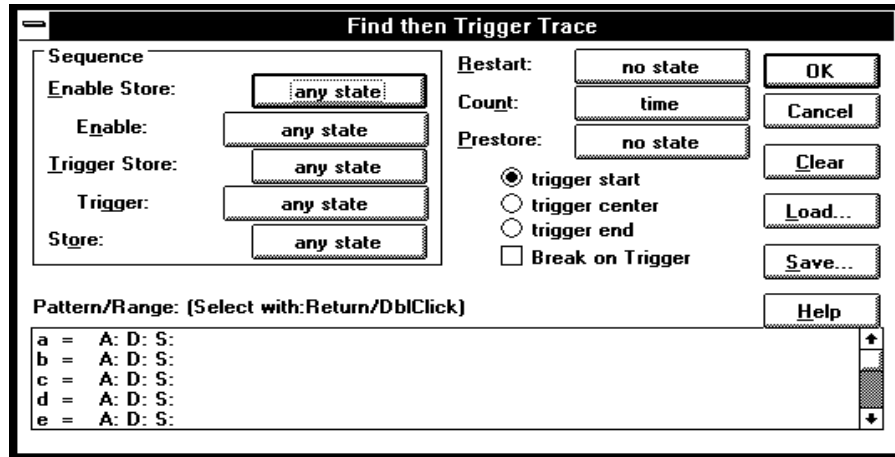 Find then Trigger Trace
Sequence
Enable Store: any state
Enable: any state
Trigger Store: any state
Trigger: any state
Store: any state
Restart: no state
Count: time
Prestore: no state
trigger start
trigger center
trigger end
Break on Trigger
OK
Cancel
Clear
Load...
Save...
Help
Pattern/Range: (Select with:Return/DblClick)
a = A: D: S:
b = A: D: S:
c = A: D: S:
d = A: D: S:
e = A: D: S: